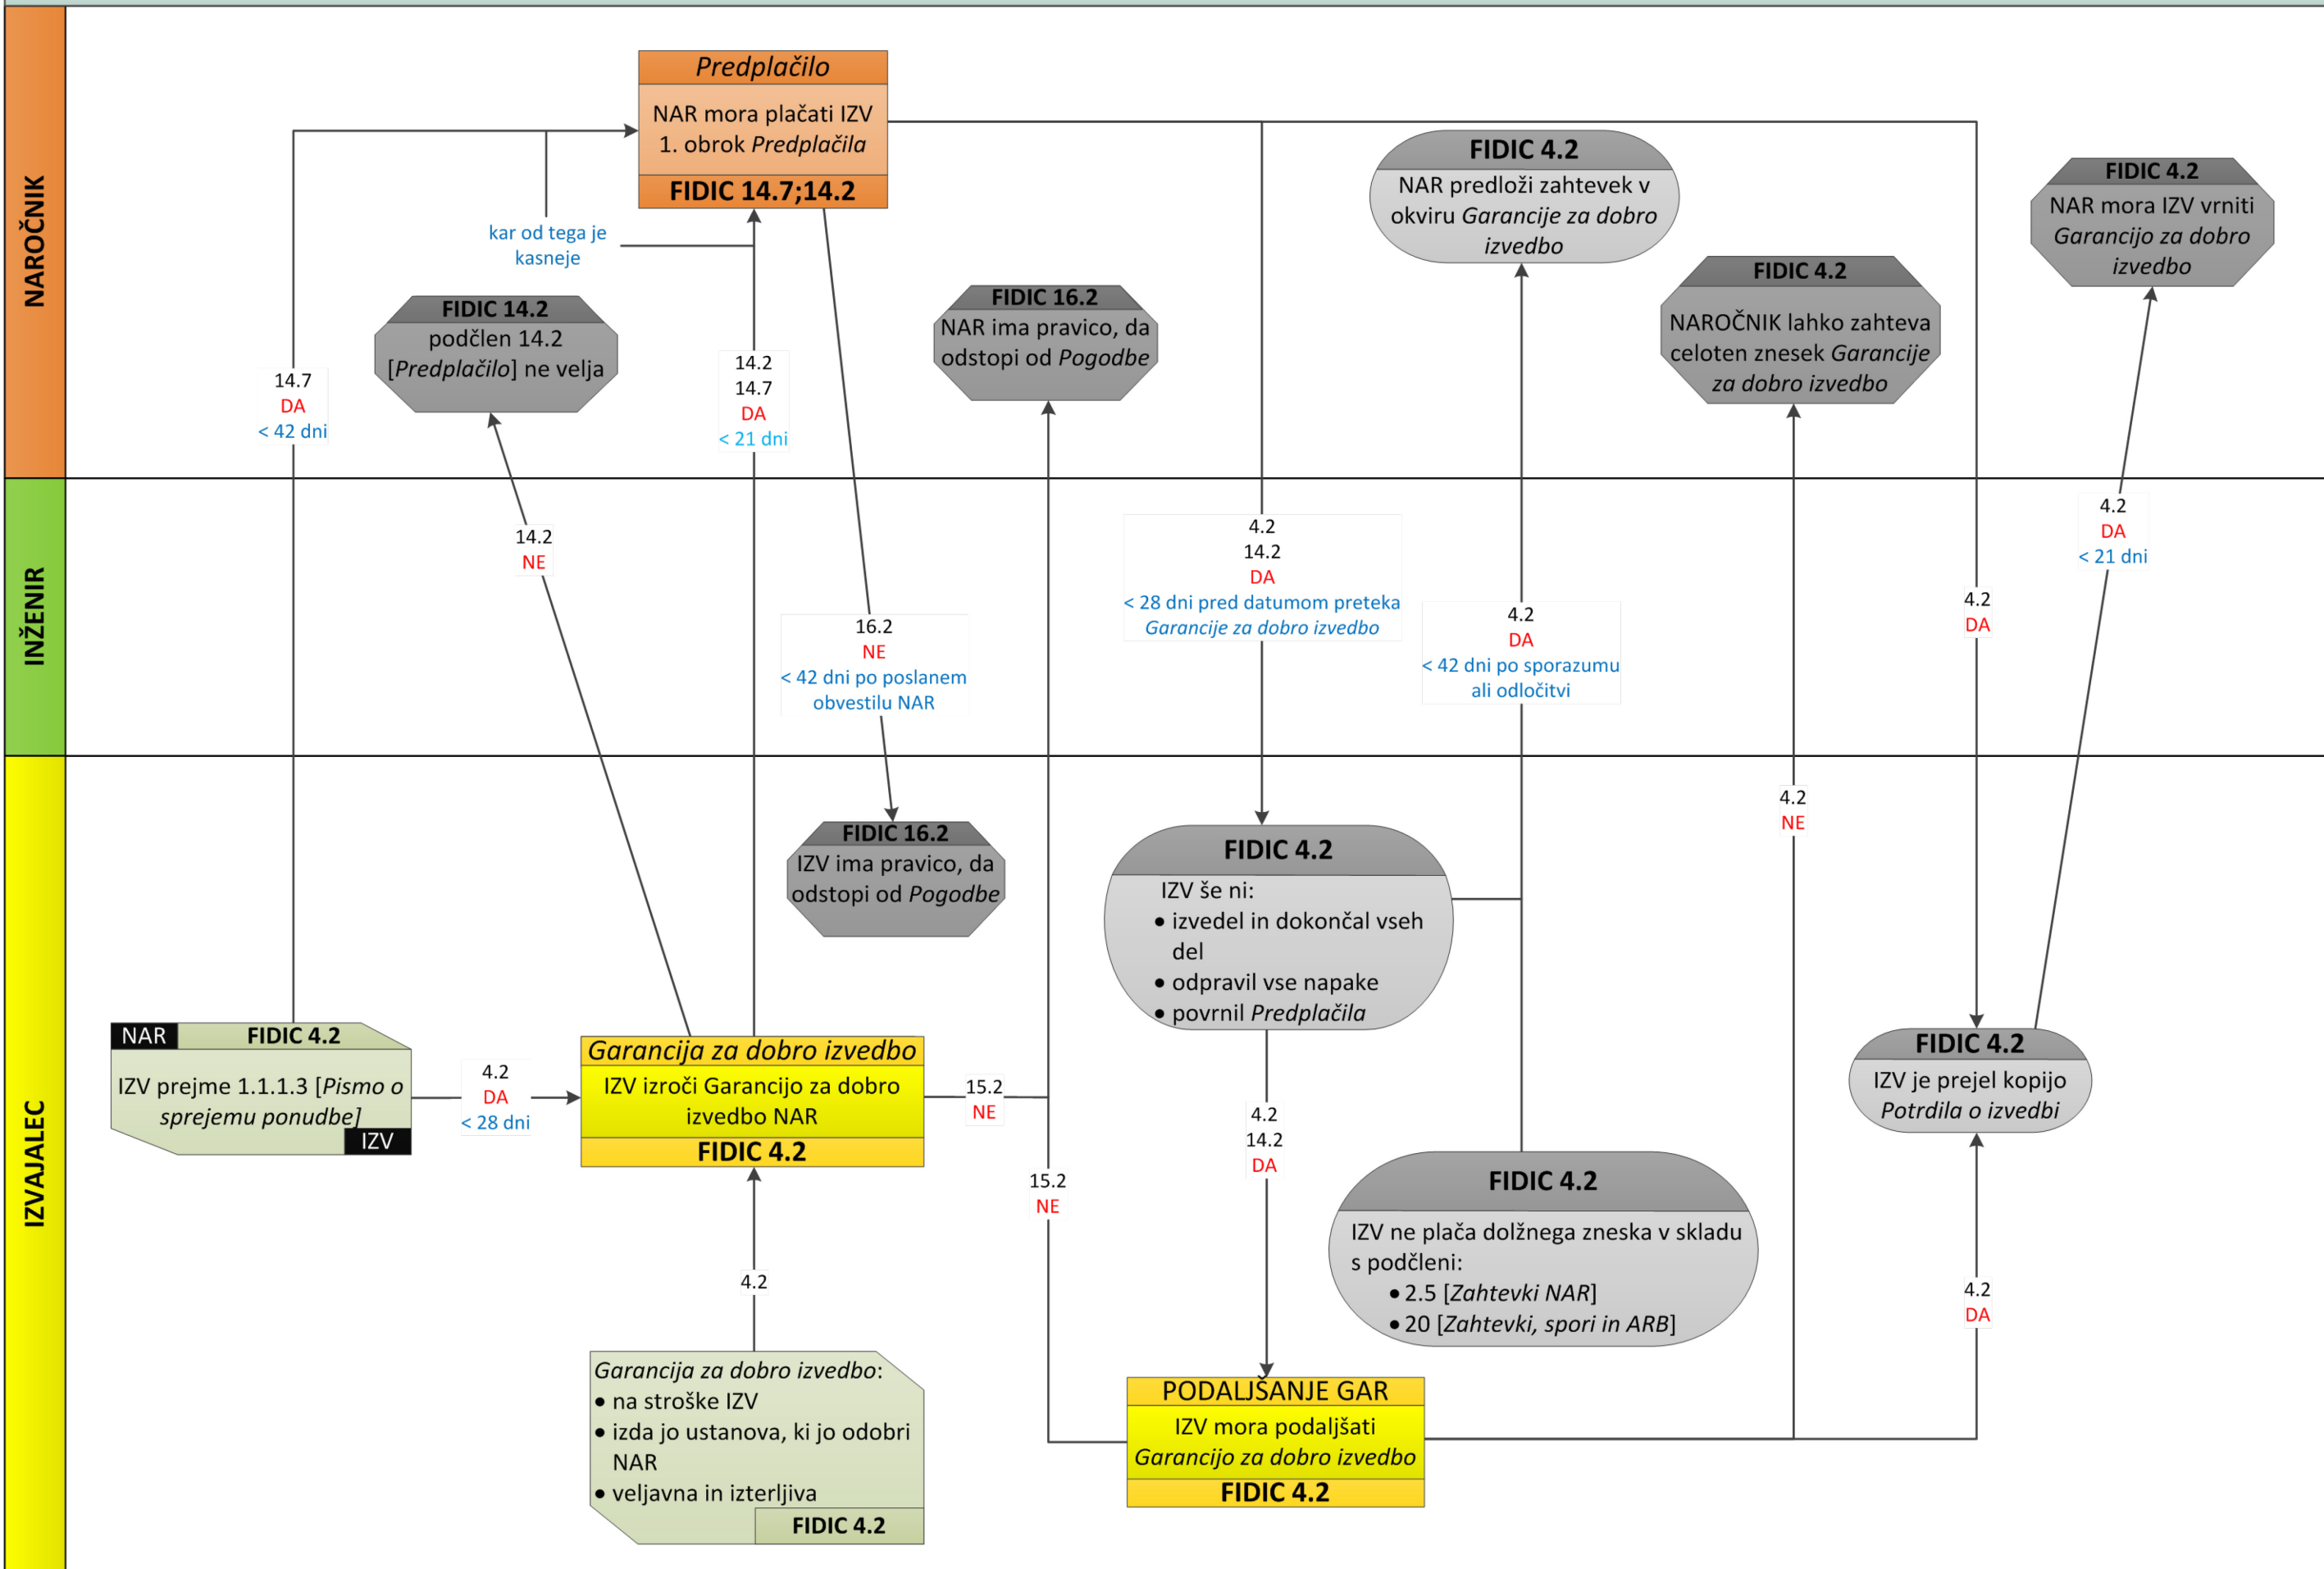 NAROČNIK
Predplačilo
NAR mora plačati IZV
1. obrok Predplačila
FIDIC 14.7;14.2
kar od tega je
kasneje
FIDIC 14.2
podčlen 14.2
[Predplačilo] ne velja
14.7
DA
< 42 dni
14.2
14.7
DA
< 21 dni
FIDIC 16.2
NAR ima pravico, da
odstopi od Pogodbe
FIDIC 4.2
NAR predloži zahtevek v
okviru Garancije za dobro
izvedbo
FIDIC 4.2
NAROČNIK lahko zahteva
celoten znesek Garancije
za dobro izvedbo
FIDIC 4.2
NAR mora IZV vrniti
Garancijo za dobro
izvedbo
INŽENIR
14.2
NE
16.2
NE
< 42 dni po poslanem
obvestilu NAR
4.2
14.2
DA
< 28 dni pred datumom preteka
Garancije za dobro izvedbo
4.2
DA
< 42 dni po sporazumu
ali odločitvi
4.2
DA
4.2
DA
< 21 dni
IZVAJALEC
4.2
NE
FIDIC 16.2
IZV ima pravico, da
odstopi od Pogodbe
FIDIC 4.2
IZV še ni:
• izvedel in dokončal vseh
del
• odpravil vse napake
• povrnil Predplačila
NAR
FIDIC 4.2
IZV prejme 1.1.1.3 [Pismo o
sprejemu ponudbe]
IZV
4.2
DA
< 28 dni
Garancija za dobro izvedbo
IZV izroči Garancijo za dobro
izvedbo NAR
FIDIC 4.2
15.2
NE
15.2
NE
4.2
14.2
DA
FIDIC 4.2
IZV je prejel kopijo
Potrdila o izvedbi
FIDIC 4.2
IZV ne plača dolžnega zneska v skladu
s podčleni:
• 2.5 [Zahtevki NAR]
• 20 [Zahtevki, spori in ARB]
4.2
4.2
DA
Garancija za dobro izvedbo:
• na stroške IZV
• izda jo ustanova, ki jo odobri
NAR
• veljavna in izterljiva
FIDIC 4.2
PODALJŠANJE GAR
IZV mora podaljšati
Garancijo za dobro izvedbo
FIDIC 4.2